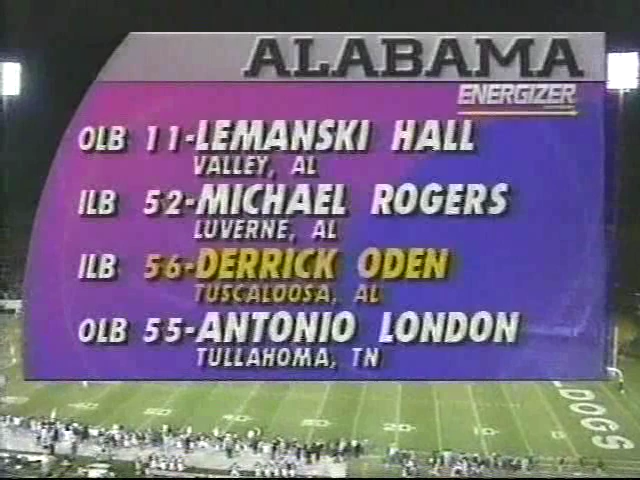 ALABAMA
ENERGIZER
OLB 11-LEMANSKI HALL
VALLEY, AL
ILB 52-MICHAEL ROGERS
LUVERNE, AL
ILB 56-DERRICK ODEN
TUSCALOOSA, AL
OLB 55-ANTONIO LONDON
TULLAHOMA, TN